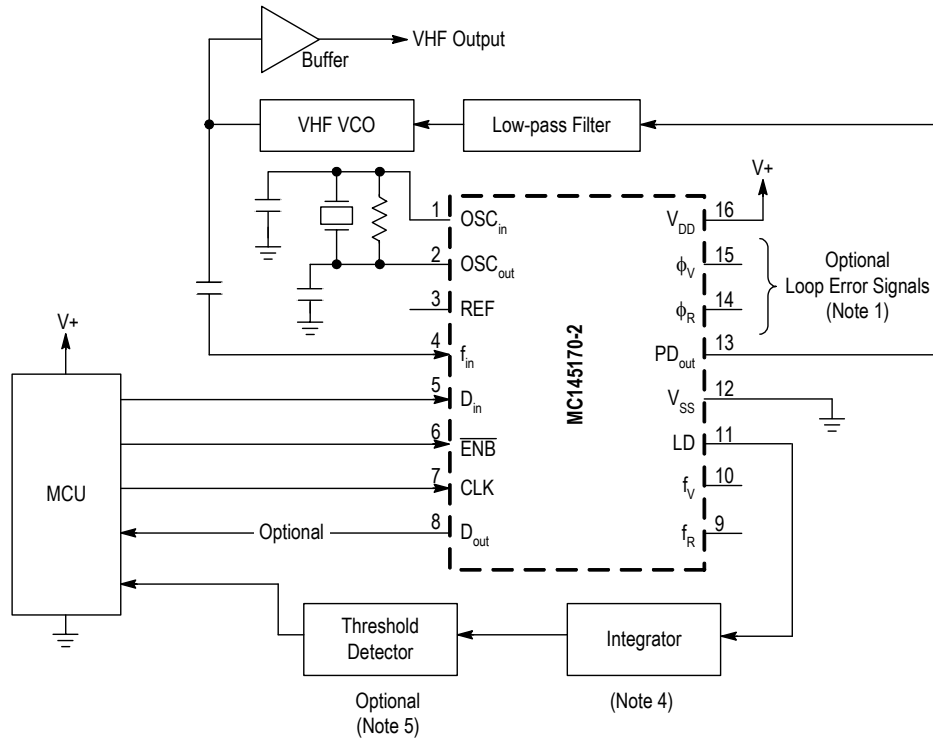 VHF Output
Buffer
VHF VCO
Low-pass Filter
V+
1
OSCin
VDD
16
2
OSCout
ϕV
15
Optional
Loop Error Signals
(Note 1)
3
REF
ϕR
14
V+
4
fin
MC145170-2
PDout
13
5
Din
VSS
12
6
ENB
LD
11
MCU
7
CLK
fV
10
Optional
8
Dout
fR
9
Threshold
Detector
Integrator
Optional
(Note 5)
(Note 4)